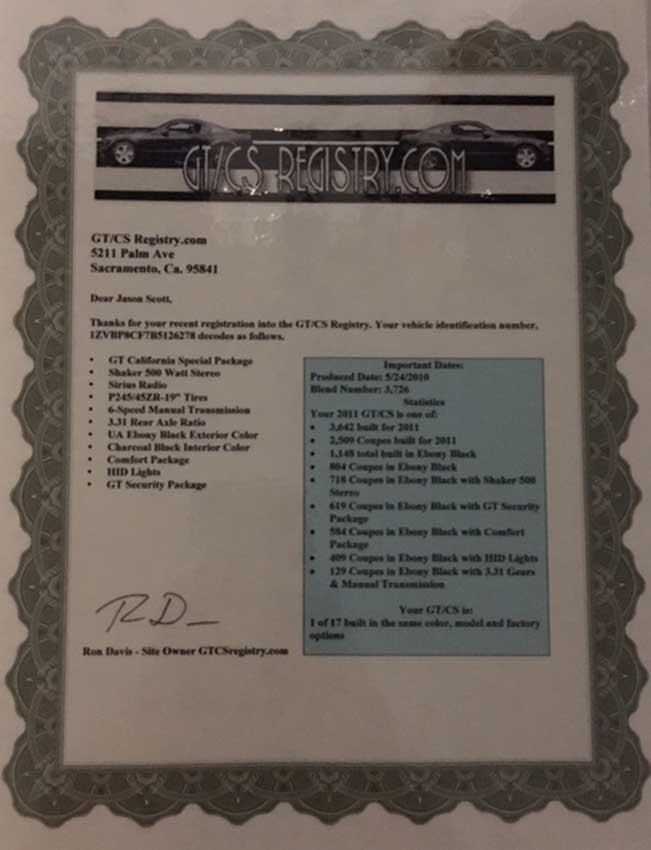 GT/CS REGISTRY.COM
GT/CS Registry.com
5211 Palm Ave
Sacramento, Ca. 95841
Dear Jason Scott,
Thanks for your recent registration into the GT/CS Registry. Your vehicle identification number,
1ZVBP8CF7B5126278 decodes as follows.
• GT California Special Package
• Shaker 500 Watt Stereo
• Sirius Radio
• P245/45ZR-19" Tires
• 6-Speed Manual Transmission
• 3.31 Rear Axle Ratio
• UA Ebony Black Exterior Color
• Charcoal Black Interior Color
• Comfort Package
• HID Lights
• GT Security Package
Important Dates:
Produced Date: 5/24/2010
Blend Number: 3,726
Statistics
Your 2011 GT/CS is one of:
• 3,642 built for 2011
• 2,509 Coupes built for 2011
• 1,148 total built in Ebony Black
• 804 Coupes in Ebony Black
• 718 Coupes in Ebony Black with Shaker 500
Stereo
• 619 Coupes in Ebony Black with GT Security
Package
• 584 Coupes in Ebony Black with Comfort
Package
• 409 Coupes in Ebony Black with HID Lights
• 129 Coupes in Ebony Black with 3.31 Gears
& Manual Transmission
Your GT/CS is:
1 of 17 built in the same color, model and factory
options
RD
Ron Davis - Site Owner GTCSregistry.com